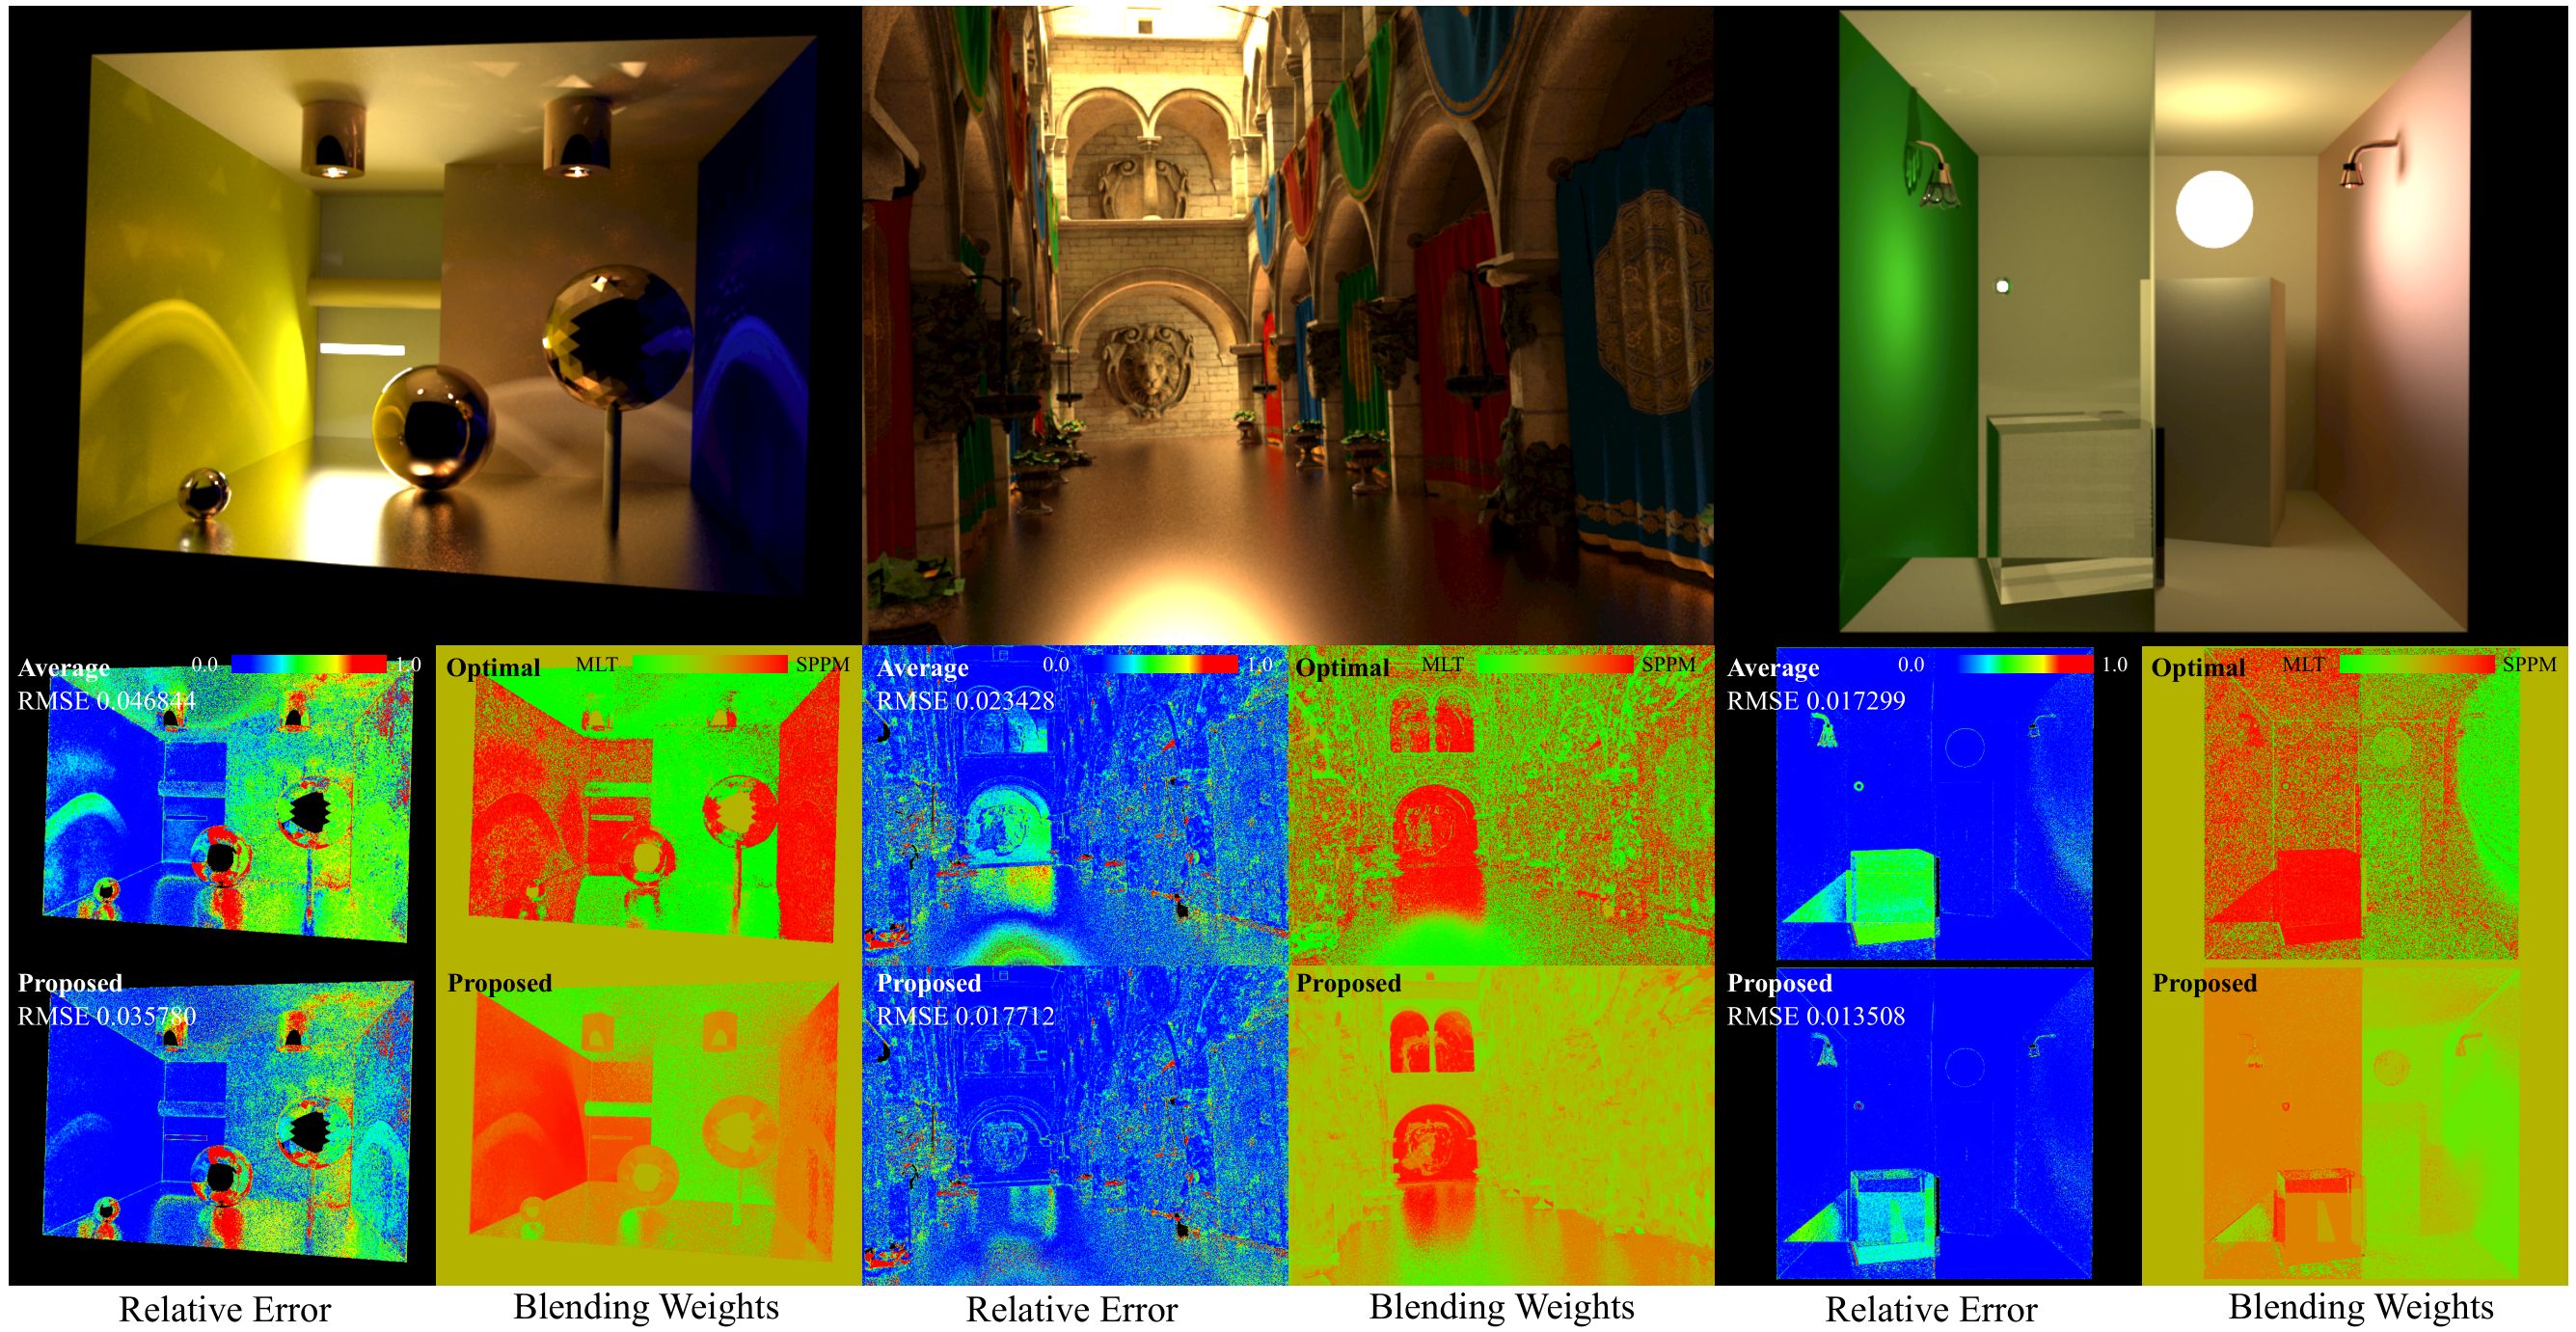 Average 0.0 1.0
RMSE 0.046844
Optimal MLT SPPM
Average 0.0 1.0
RMSE 0.023428
Optimal MLT SPPM
Average 0.0 1.0
RMSE 0.017299
Optimal MLT SPPM
Proposed
RMSE 0.035780
Proposed
Proposed
RMSE 0.017712
Proposed
Proposed
RMSE 0.013508
Proposed
Relative Error
Blending Weights
Relative Error
Blending Weights
Relative Error
Blending Weights